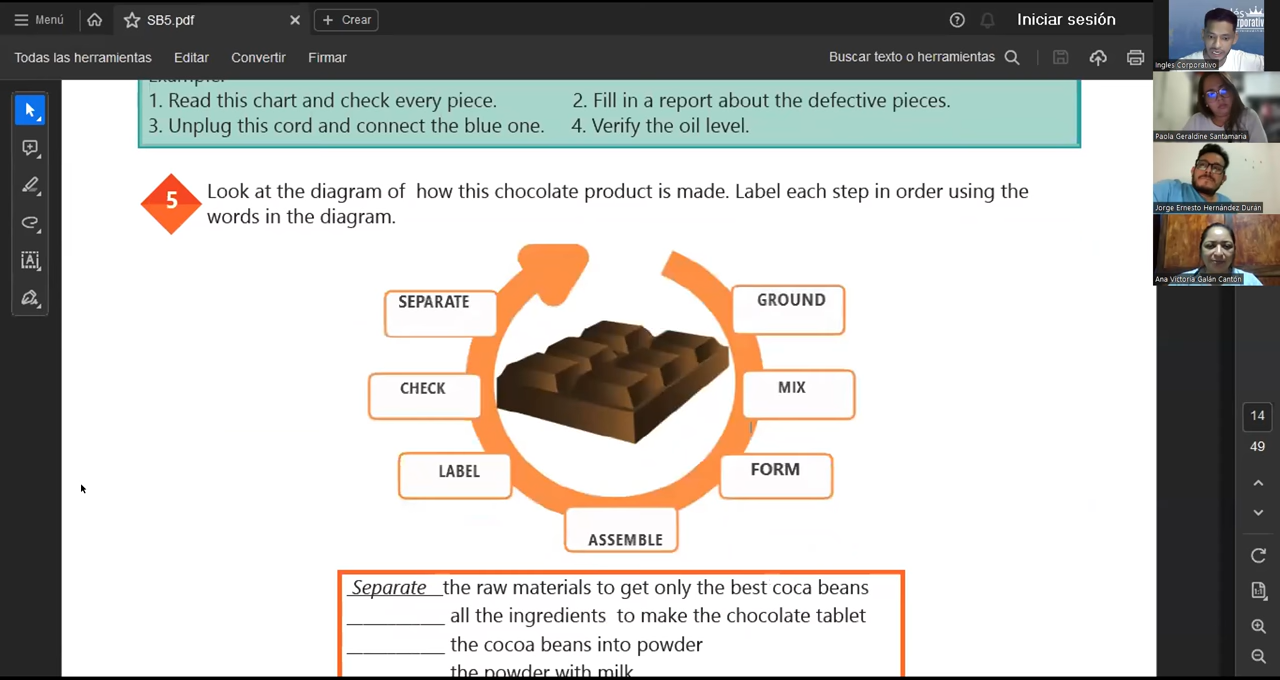 Menú
SB5.pdf
Crear
Iniciar sesión
Todas las herramientas
Editar
Convertir
Firmar
Buscar texto o herramientas
Example:
1. Read this chart and check every piece.
2. Fill in a report about the defective pieces.
3. Unplug this cord and connect the blue one.
4. Verify the oil level.
5
Look at the diagram of how this chocolate product is made. Label each step in order using the
words in the diagram.
SEPARATE
GROUND
CHECK
MIX
LABEL
FORM
ASSEMBLE
Separate the raw materials to get only the best coca beans
__________ all the ingredients to make the chocolate tablet
__________ the cocoa beans into powder
the powder with milk
14
49
Ingles Corporativo
Paola Geraldine Santamaria
Jorge Ernesto Hernández Durán
Ana Victoria Galán Cantón